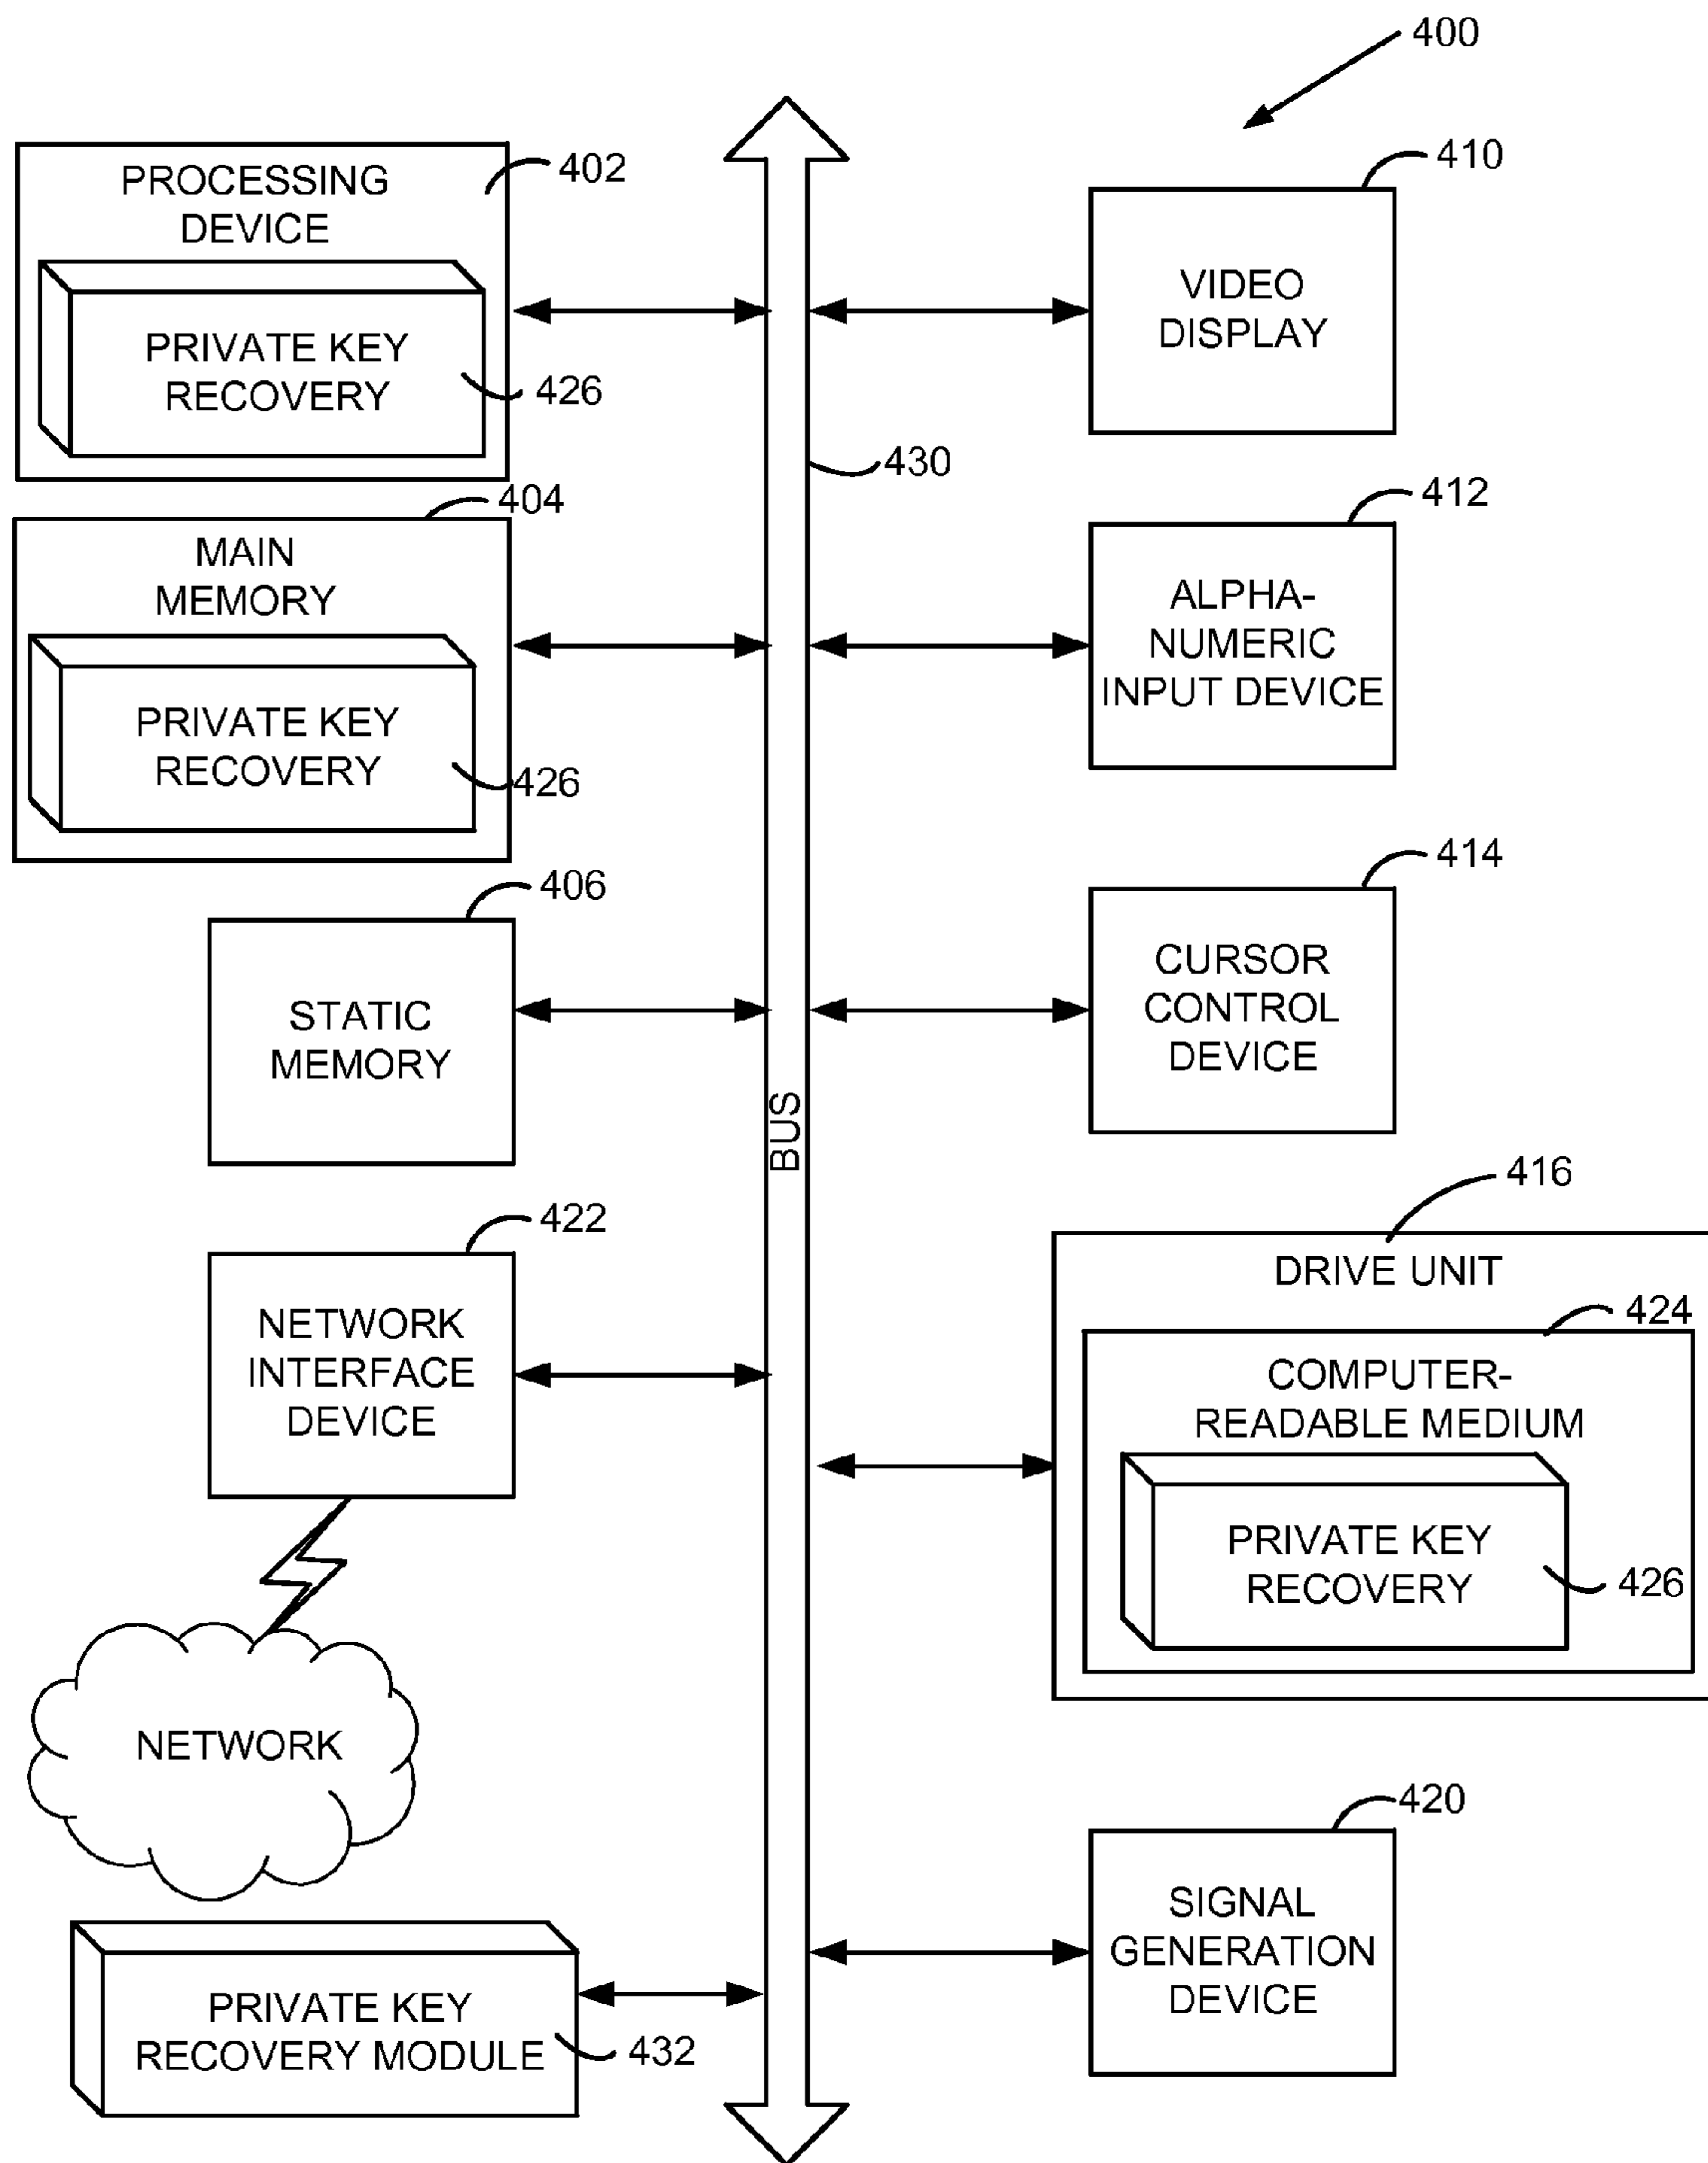 400
402
PROCESSING
DEVICE
PRIVATE KEY
RECOVERY
426
404
MAIN
MEMORY
PRIVATE KEY
RECOVERY
426
406
STATIC
MEMORY
422
NETWORK
INTERFACE
DEVICE
NETWORK
PRIVATE KEY
RECOVERY MODULE
432
430
BUS
410
VIDEO
DISPLAY
412
ALPHA-
NUMERIC
INPUT DEVICE
414
CURSOR
CONTROL
DEVICE
416
DRIVE UNIT
424
COMPUTER-
READABLE MEDIUM
PRIVATE KEY
RECOVERY
426
420
SIGNAL
GENERATION
DEVICE